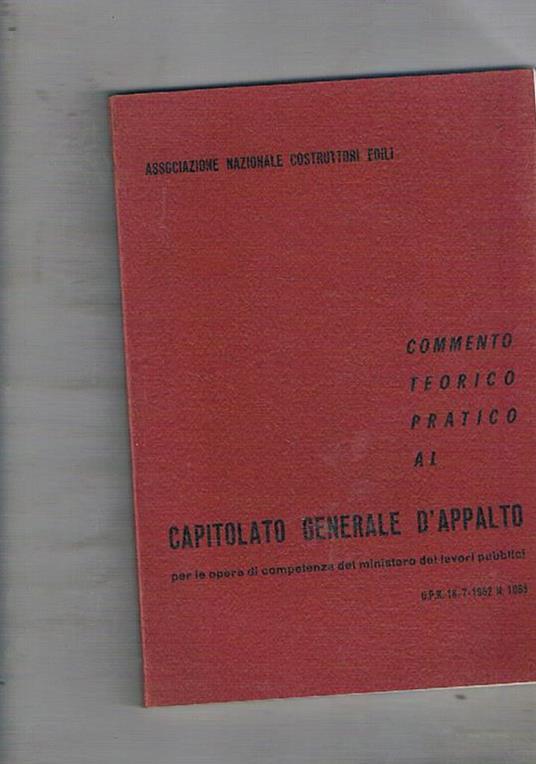 ASSOCIAZIONE NAZIONALE COSTRUTTORI EDILI
COMMENTO
TEORICO
PRATICO
AL
CAPITOLATO GENERALE D'APPALTO
per le opere di competenza del ministero dei lavori pubblici
D.P.R. 16-7-1962 N. 1063